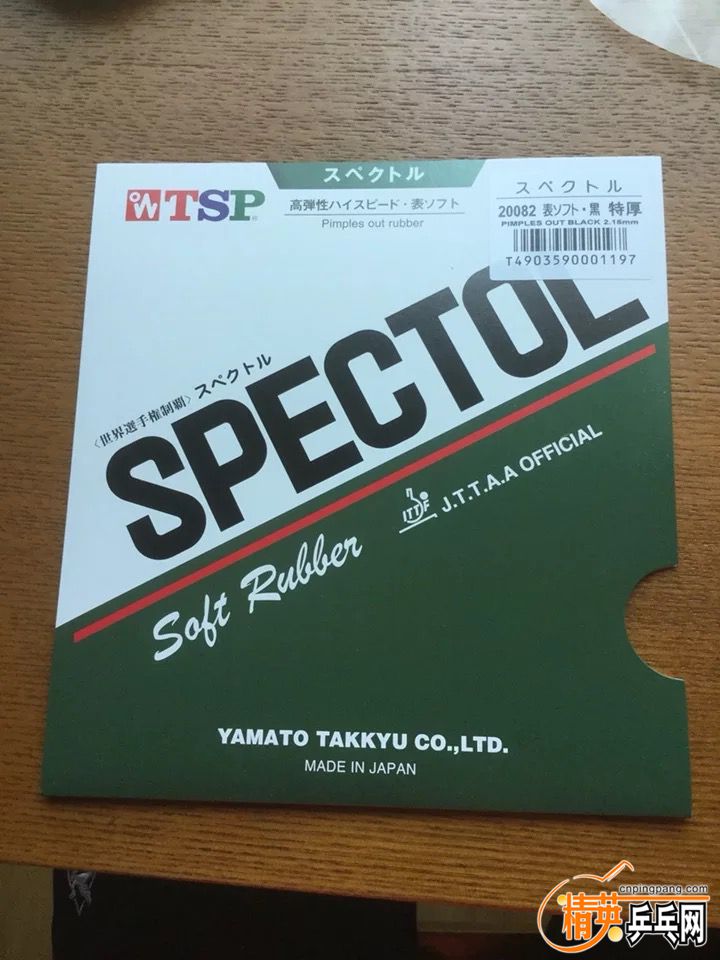 スペクトル
TSP
高弾性ハイスピード・表ソフト
Pimples out rubber
スペクトル
20082 表ソフト・黒 特厚
PIMPLES OUT BLACK 2.15mm
T4903590001197
〈世界選手権制覇〉スペクトル
SPECTOL
ITTF J.T.T.A.A OFFICIAL
Soft Rubber
YAMATO TAKKYU CO.,LTD.
MADE IN JAPAN
cnpingpang.com
精英乒乓网